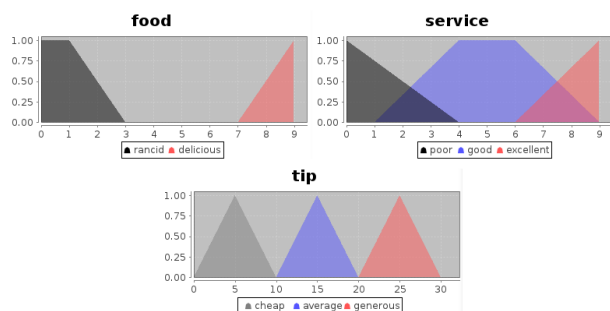 food
1.00
0.75
0.50
0.25
0.00
0 1 2 3 4 5 6 7 8 9
rancid delicious
service
1.00
0.75
0.50
0.25
0.00
0 1 2 3 4 5 6 7 8 9
poor good excellent
tip
1.00
0.75
0.50
0.25
0.00
0 5 10 15 20 25 30
cheap average generous